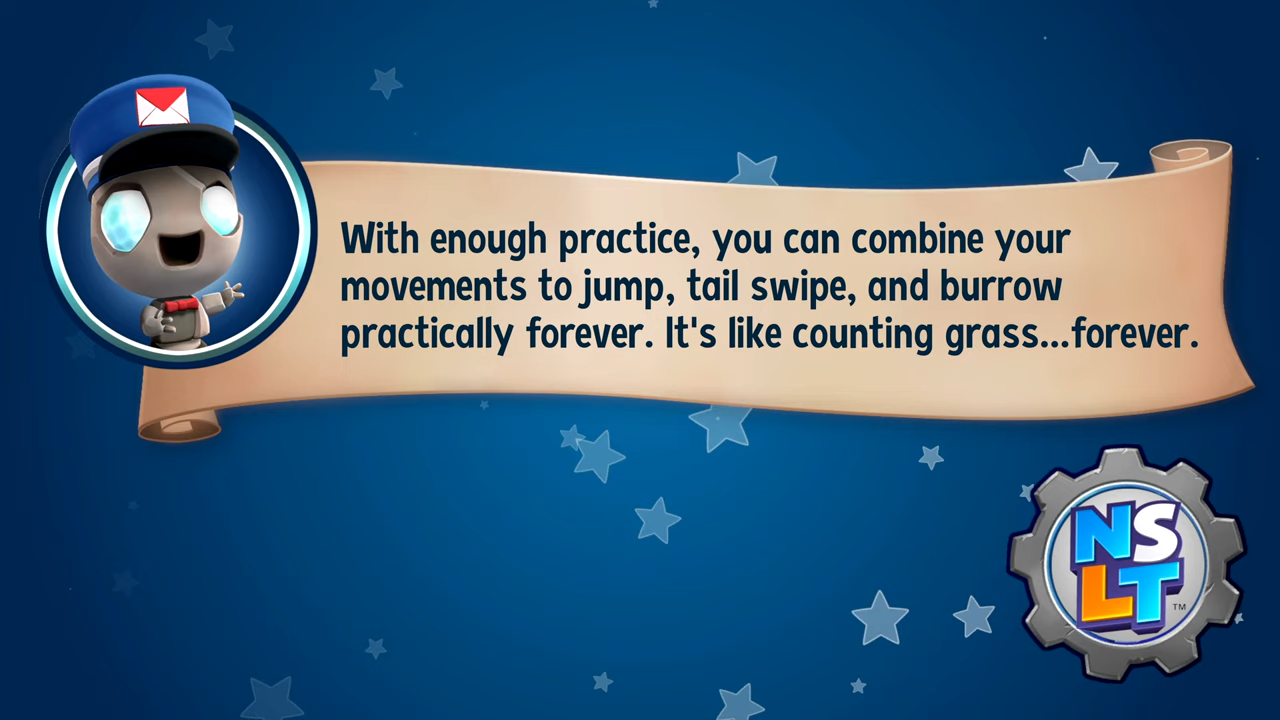 With enough practice, you can combine your
movements to jump, tail swipe, and burrow
practically forever. It's like counting grass...forever.
NS
LT
TM